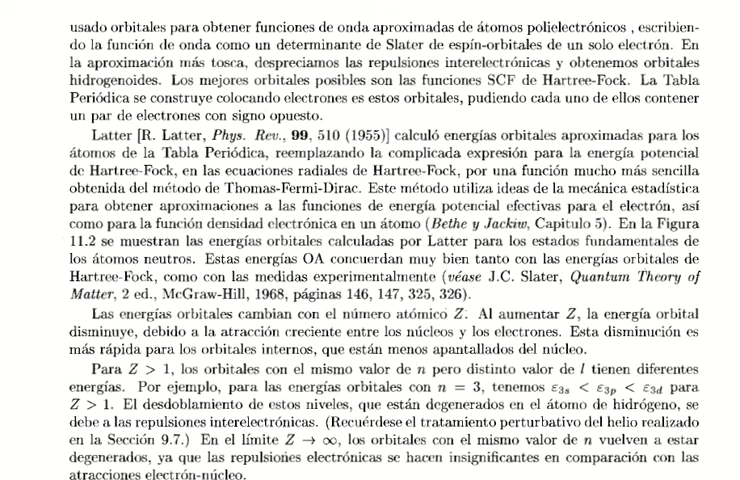 usado orbitales para obtener funciones de onda aproximadas de átomos polielectrónicos , escribien-
do la función de onda como un determinante de Slater de espín-orbitales de un solo electrón. En
la aproximación más tosca, despreciamos las repulsiones interelectrónicas y obtenemos orbitales
hidrogenoides. Los mejores orbitales posibles son las funciones SCF de Hartree-Fock. La Tabla
Periódica se construye colocando electrones es estos orbitales, pudiendo cada uno de ellos contener
un par de electrones con signo opuesto.
Latter [R. Latter, Phys. Rev., 99, 510 (1955)] calculó energías orbitales aproximadas para los
átomos de la Tabla Periódica, reemplazando la complicada expresión para la energía potencial
de Hartree-Fock, en las ecuaciones radiales de Hartree-Fock, por una función mucho más sencilla
obtenida del método de Thomas-Fermi-Dirac. Este método utiliza ideas de la mecánica estadística
para obtener aproximaciones a las funciones de energía potencial efectivas para el electrón, así
como para la función densidad electrónica en un átomo (Bethe y Jackiw, Capitulo 5). En la Figura
11.2 se muestran las energías orbitales calculadas por Latter para los estados fundamentales de
los átomos neutros. Estas energías OA concuerdan muy bien tanto con las energías orbitales de
Hartree-Fock, como con las medidas experimentalmente (véase J.C. Slater, Quantum Theory of
Matter, 2 ed., McGraw-Hill, 1968, páginas 146, 147, 325, 326).
Las energías orbitales cambian con el número atómico Z. Al aumentar Z, la energía orbital
disminuye, debido a la atracción creciente entre los núcleos y los electrones. Esta disminución es
más rápida para los orbitales internos, que están menos apantallados del núcleo.
Para Z > 1, los orbitales con el mismo valor de n pero distinto valor de l tienen diferentes
energías. Por ejemplo, para las energías orbitales con n = 3, tenemos ε₃ₛ < ε₃ₚ < ε₃d para
Z > 1. El desdoblamiento de estos niveles, que están degenerados en el átomo de hidrógeno, se
debe a las repulsiones interelectrónicas. (Recuérdese el tratamiento perturbativo del helio realizado
en la Sección 9.7.) En el límite Z → ∞, los orbitales con el mismo valor de n vuelven a estar
degenerados, ya que las repulsiones electrónicas se hacen insignificantes en comparación con las
atracciones electrón-núcleo.